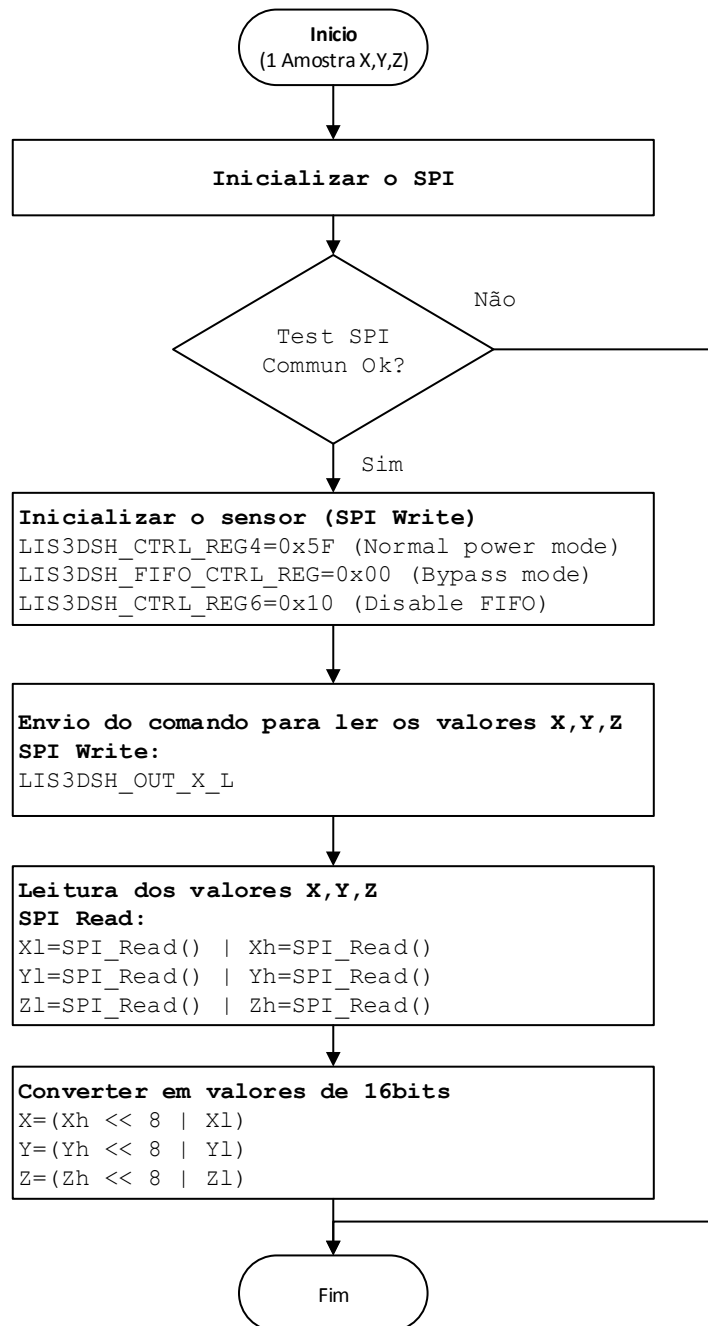 Inicio
(1 Amostra X,Y,Z)
Inicializar o SPI
Não
Test SPI
Commun Ok?
Sim
Inicializar o sensor (SPI Write)
LIS3DSH_CTRL_REG4=0x5F (Normal power mode)
LIS3DSH_FIFO_CTRL_REG=0x00 (Bypass mode)
LIS3DSH_CTRL_REG6=0x10 (Disable FIFO)
Envio do comando para ler os valores X,Y,Z
SPI Write:
LIS3DSH_OUT_X_L
Leitura dos valores X,Y,Z
SPI Read:
Xl=SPI_Read() | Xh=SPI_Read()
Yl=SPI_Read() | Yh=SPI_Read()
Zl=SPI_Read() | Zh=SPI_Read()
Converter em valores de 16bits
X=(Xh << 8 | Xl)
Y=(Yh << 8 | Yl)
Z=(Zh << 8 | Zl)
Fim